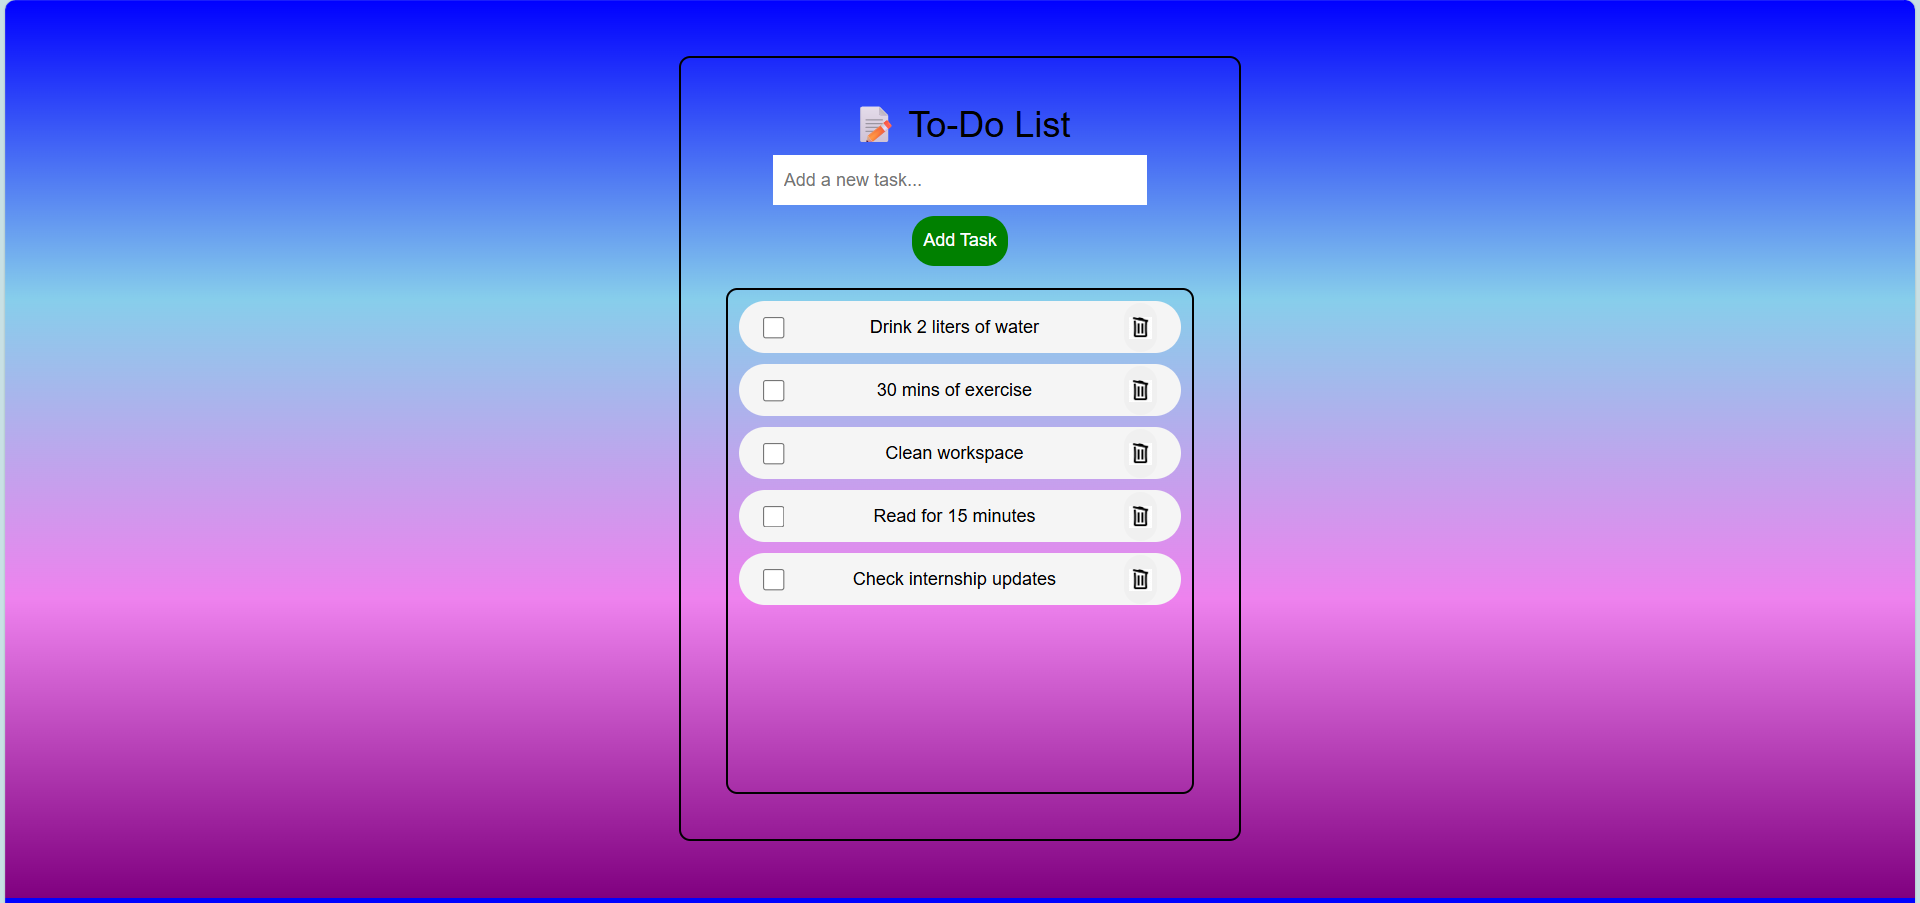 To-Do List
Add a new task...
Add Task
Drink 2 liters of water
30 mins of exercise
Clean workspace
Read for 15 minutes
Check internship updates